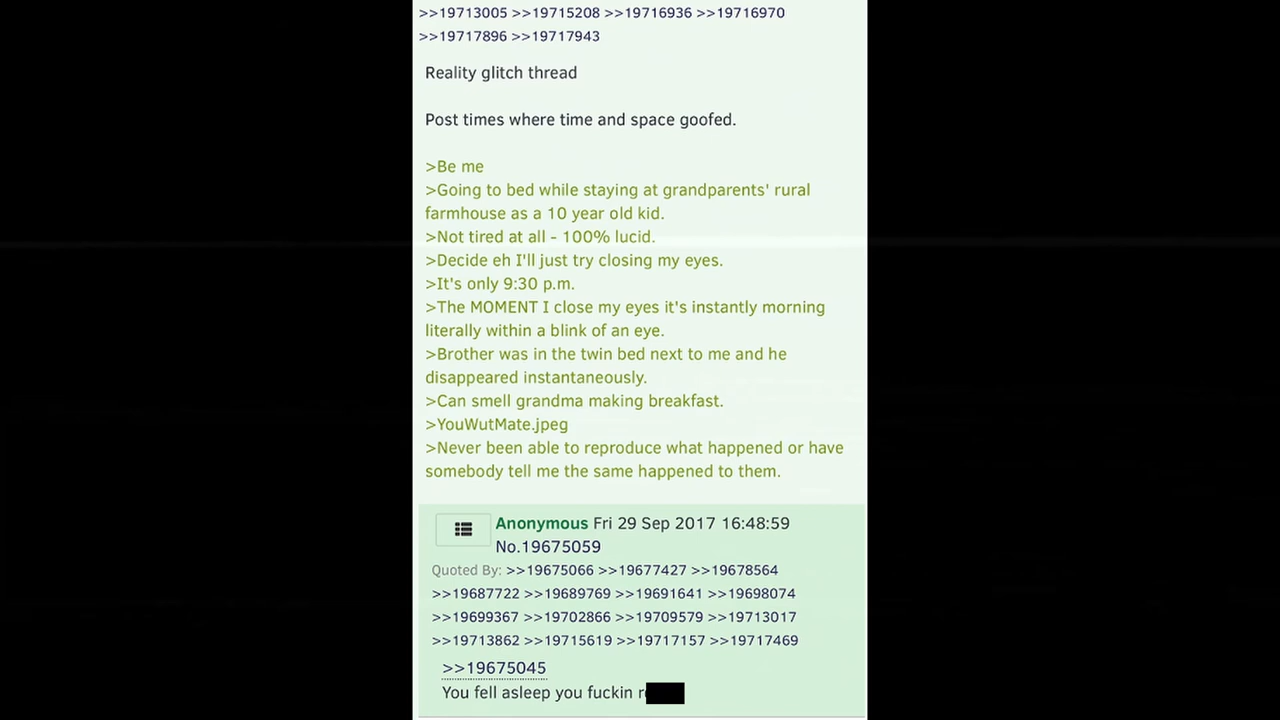 >>19713005 >>19715208 >>19716936 >>19716970
>>19717896 >>19717943
Reality glitch thread
Post times where time and space goofed.
>Be me
>Going to bed while staying at grandparents' rural
farmhouse as a 10 year old kid.
>Not tired at all - 100% lucid.
>Decide eh I'll just try closing my eyes.
>It's only 9:30 p.m.
>The MOMENT I close my eyes it's instantly morning
literally within a blink of an eye.
>Brother was in the twin bed next to me and he
disappeared instantaneously.
>Can smell grandma making breakfast.
>YouWutMate.jpeg
>Never been able to reproduce what happened or have
somebody tell me the same happened to them.
Anonymous Fri 29 Sep 2017 16:48:59
No.19675059
Quoted By: >>19675066 >>19677427 >>19678564
>>19687722 >>19689769 >>19691641 >>19698074
>>19699367 >>19702866 >>19709579 >>19713017
>>19713862 >>19715619 >>19717157 >>19717469
>>19675045
You fell asleep you fuckin r